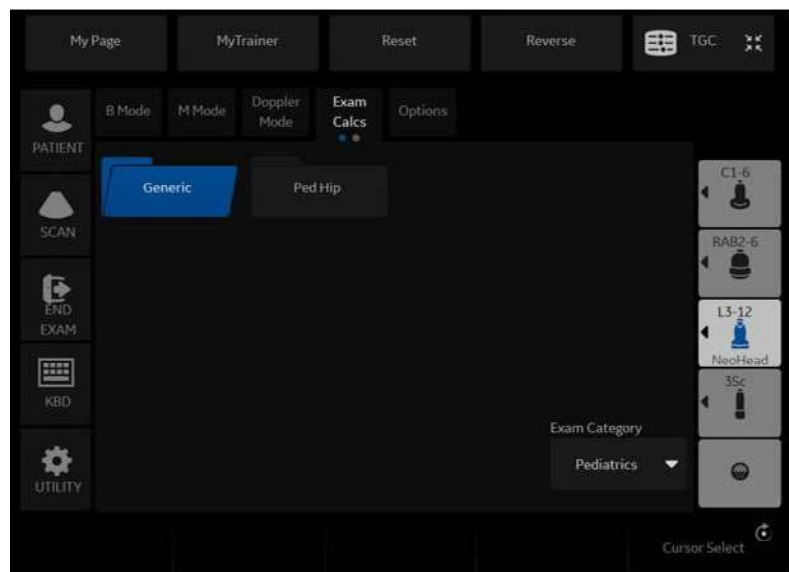 My Page
MyTrainer
Reset
Reverse
TGC
PATIENT
B Mode
M Mode
Doppler
Mode
Exam
Calcs
Options
Generic
Ped Hip
C1-6
SCAN
RAB2-6
END
EXAM
L3-12
NeoHead
KBD
3Sc
Exam Category
Pediatrics
UTILITY
Cursor Select